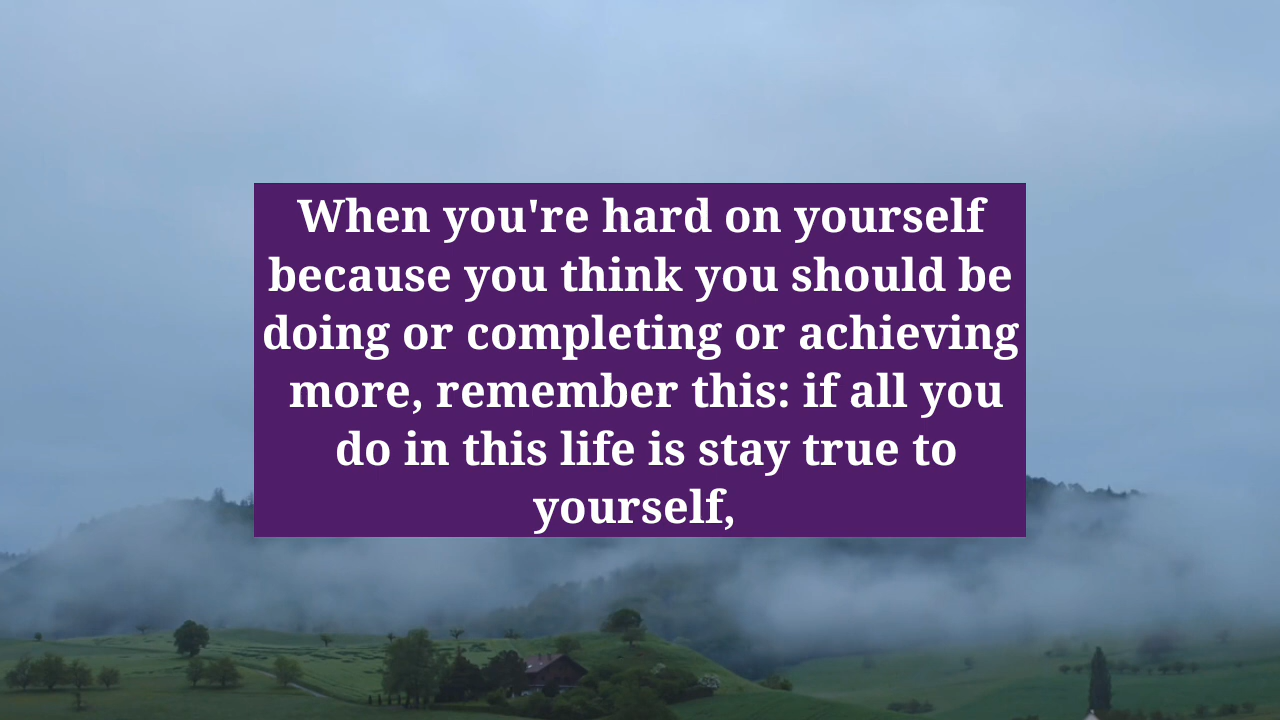 When you're hard on yourself
because you think you should be
doing or completing or achieving
more, remember this: if all you
do in this life is stay true to
yourself,